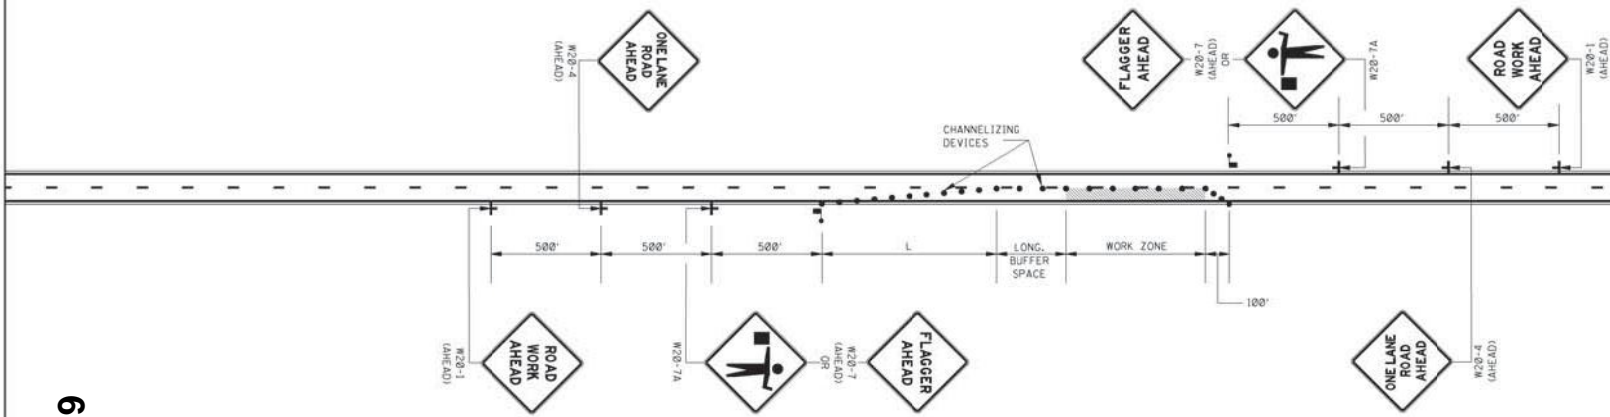 ONE LANE
ROAD
AHEAD
W20-4
(AHEAD)
FLAGGER
AHEAD
W20-7
(AHEAD)
OR
W20-7A
ROAD
WORK
AHEAD
W20-1
(AHEAD)
500'
500'
500'
CHANNELIZING
DEVICES
500'
500'
500'
L
LONG.
BUFFER
SPACE
WORK ZONE
100'
W20-1
(AHEAD)
ROAD
WORK
AHEAD
W20-7A
W20-7
(AHEAD)
OR
FLAGGER
AHEAD
ONE LANE
ROAD
AHEAD
W20-4
(AHEAD)
9